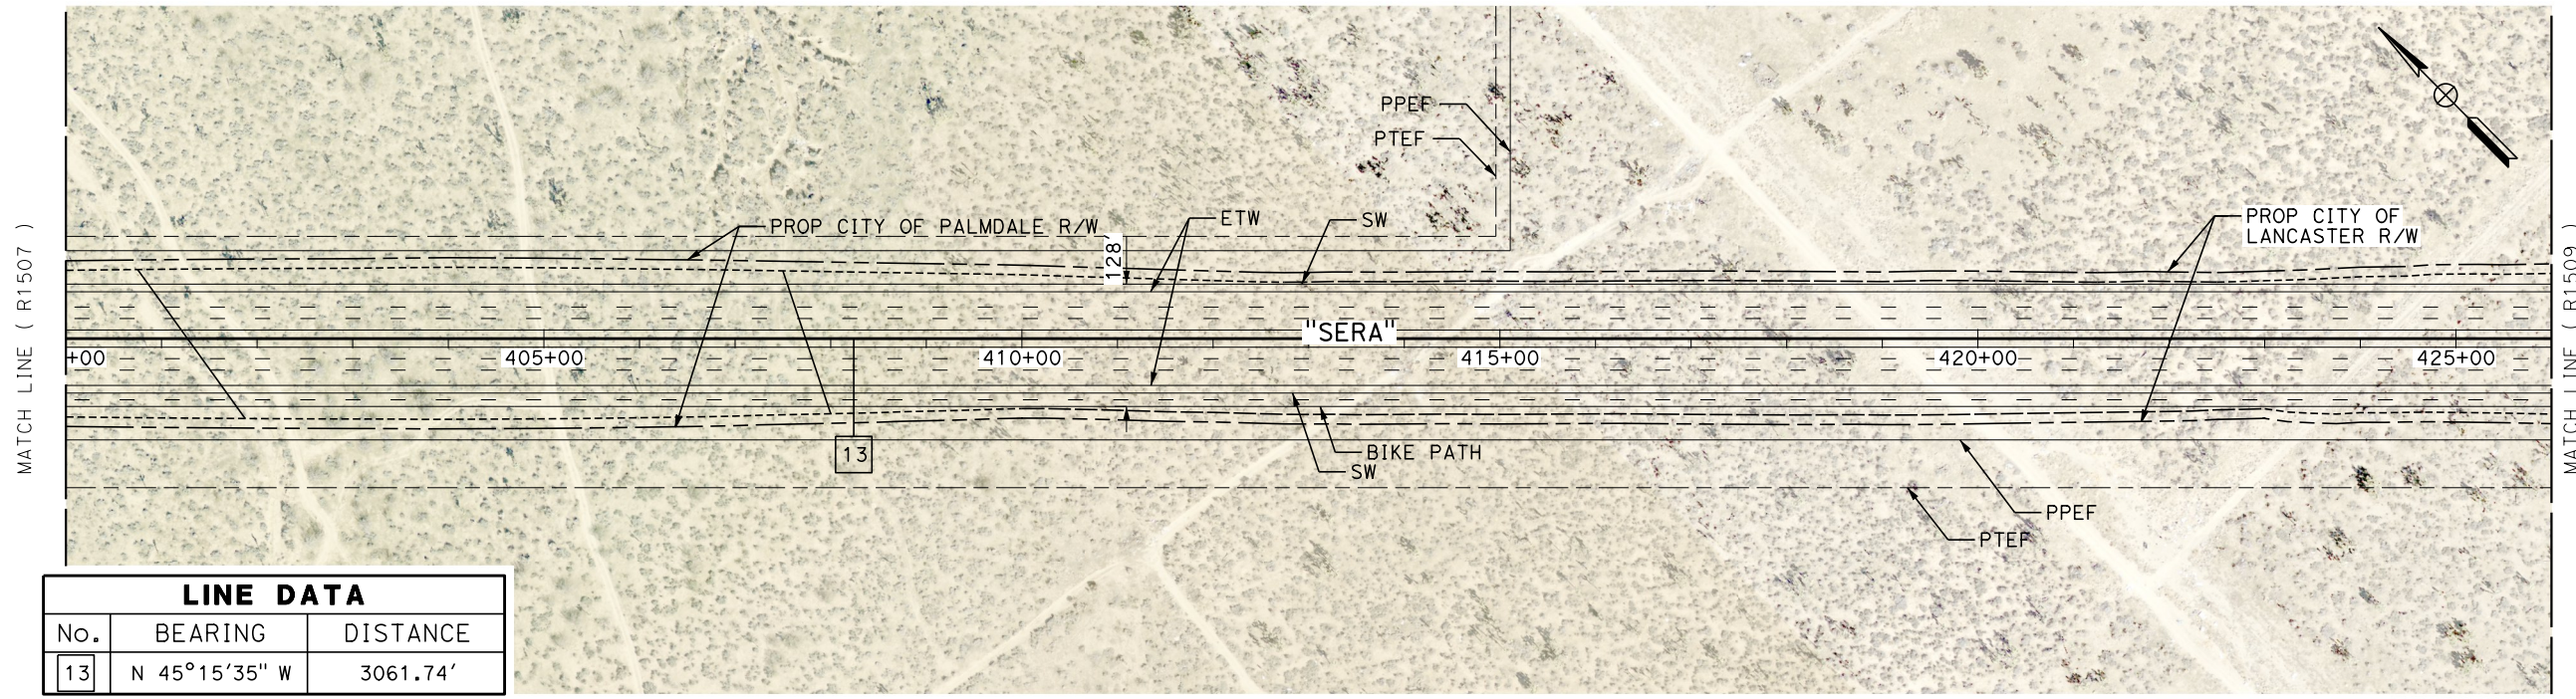 PPEF
PTEF
MATCH LINE ( R1507 )
PROP CITY OF PALMDALE R/W
128'
ETW
SW
PROP CITY OF
LANCASTER R/W
MATCH LINE ( R1509 )
"SERA"
+00
405+00
410+00
415+00
420+00
425+00
13
BIKE PATH
SW
PPEF
PTEF
LINE DATA
No. BEARING DISTANCE
13 N 45°15'35" W 3061.74'